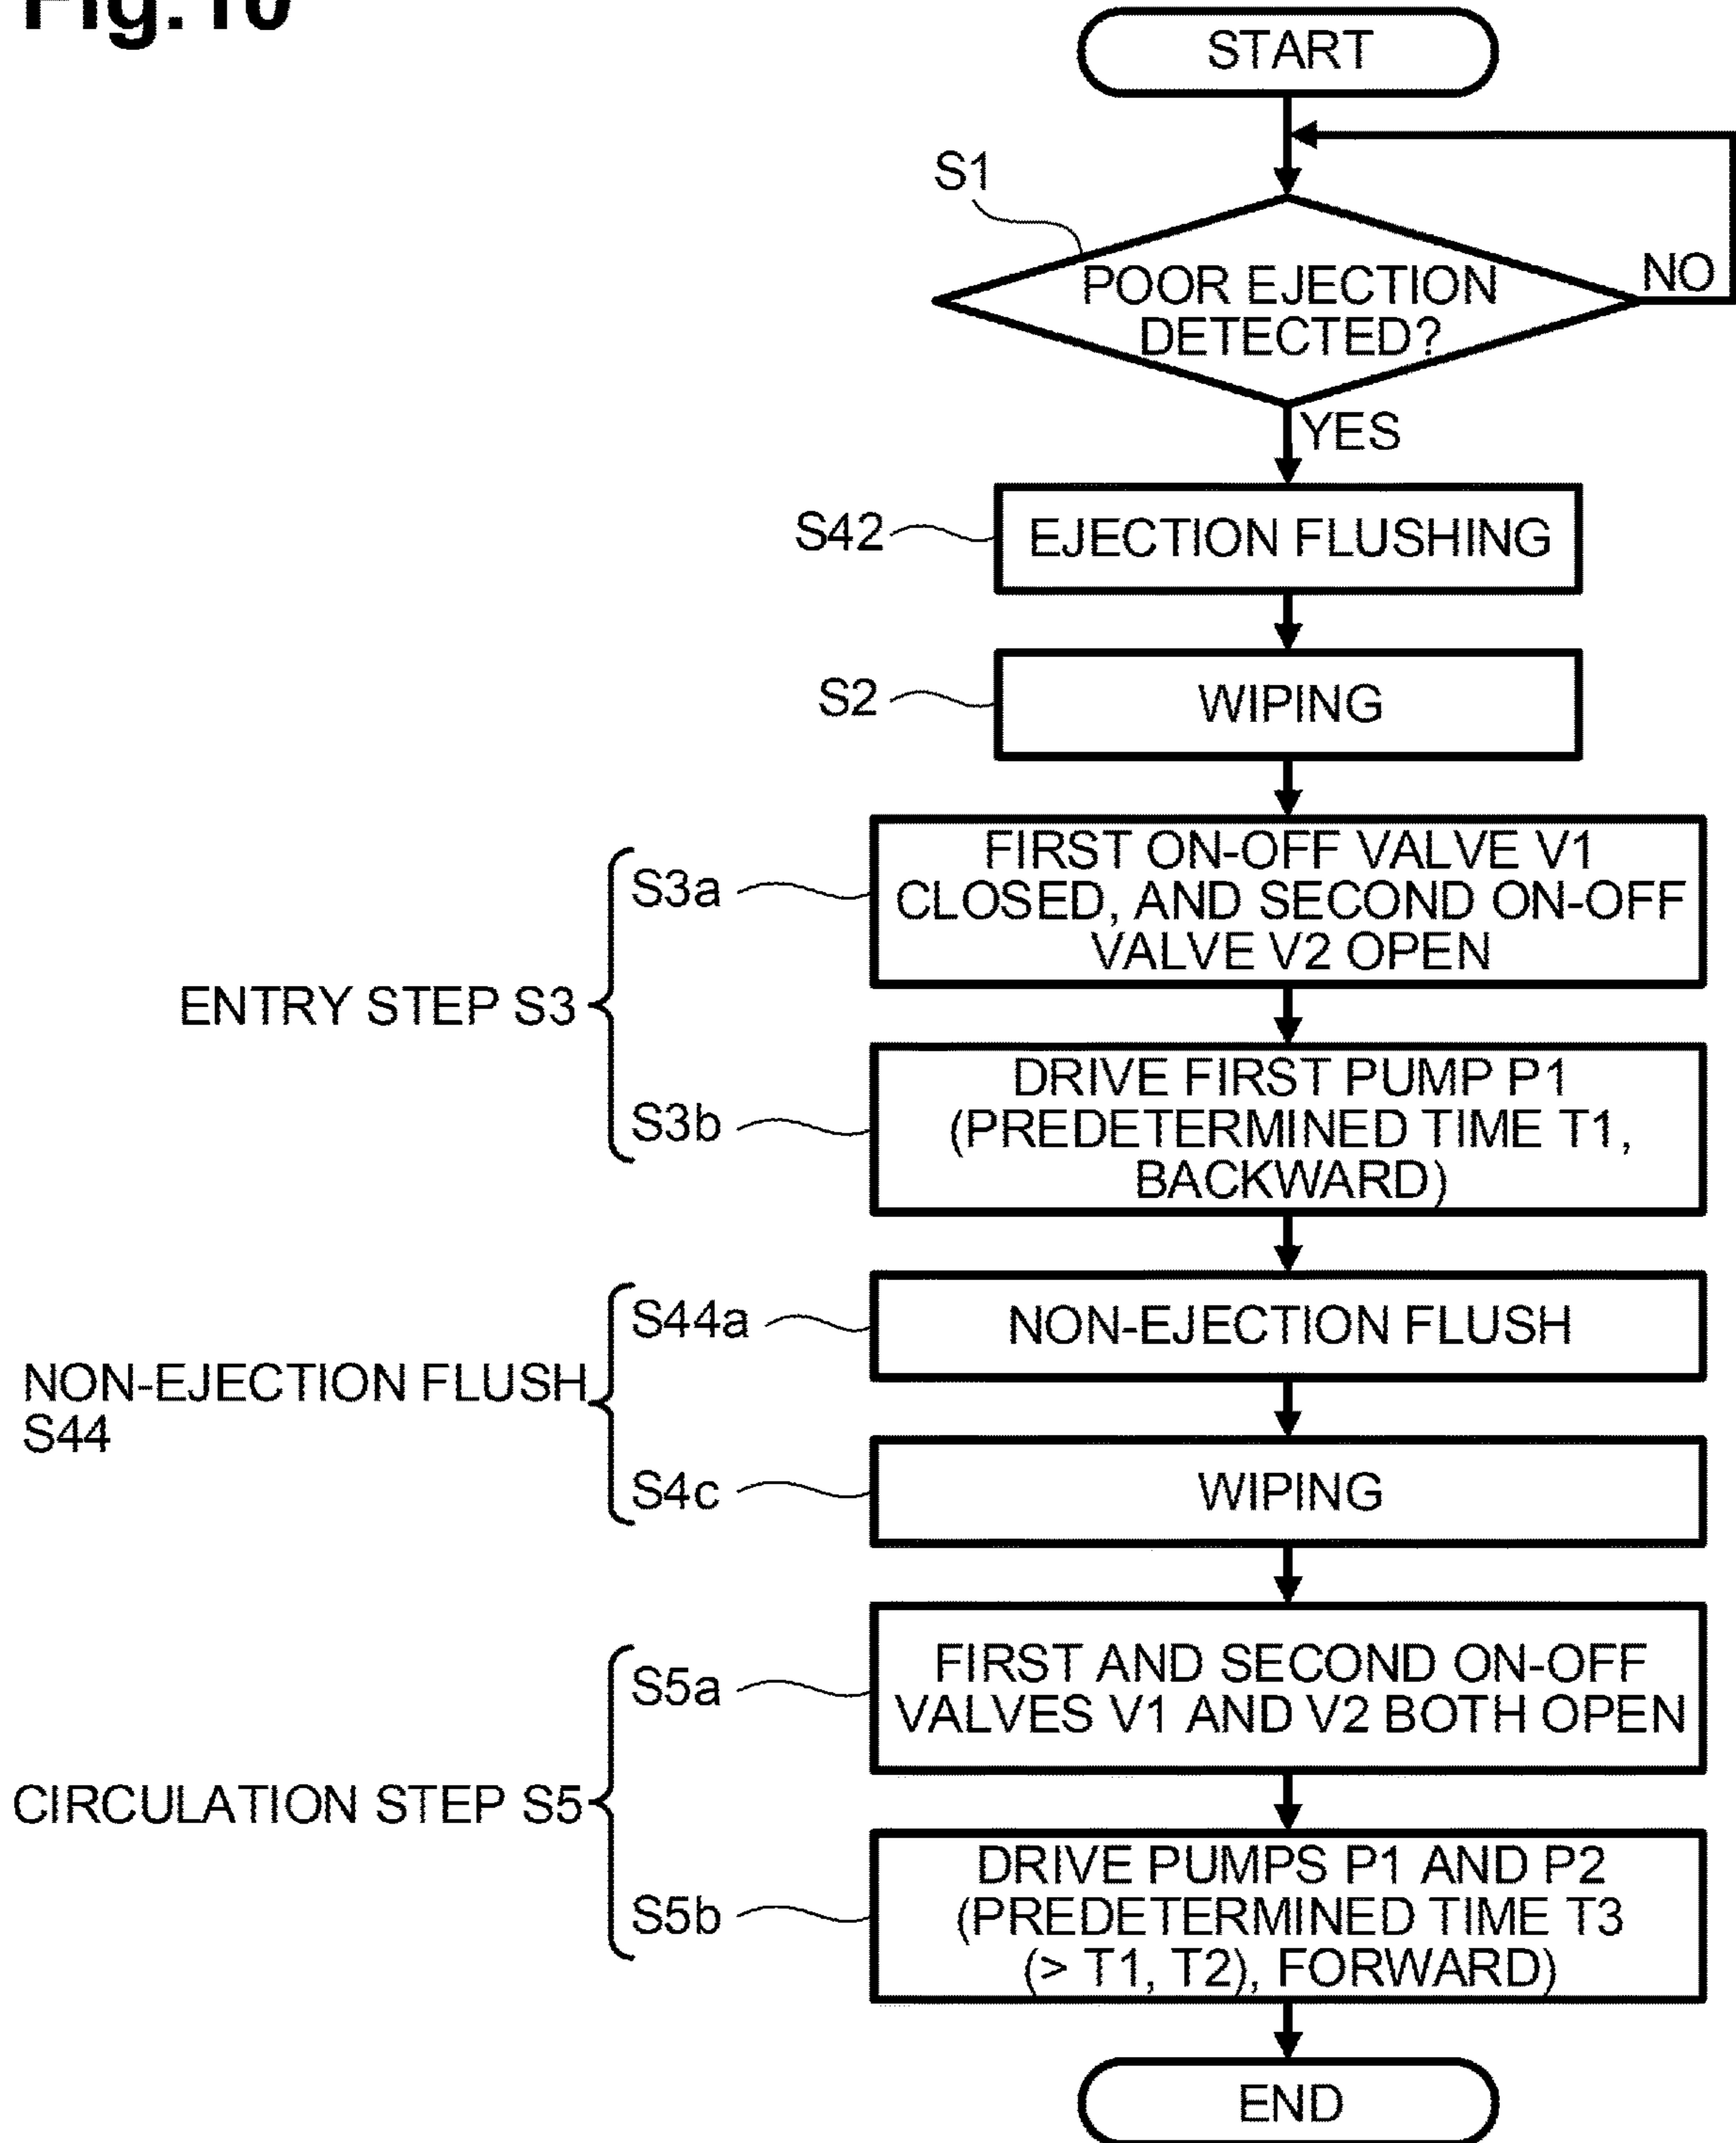 Fig.10
START
S1
POOR EJECTION
DETECTED?
NO
YES
S42
EJECTION FLUSHING
S2
WIPING
ENTRY STEP S3
S3a
FIRST ON-OFF VALVE V1
CLOSED, AND SECOND ON-OFF
VALVE V2 OPEN
S3b
DRIVE FIRST PUMP P1
(PREDETERMINED TIME T1,
BACKWARD)
NON-EJECTION FLUSH
S44
S44a
NON-EJECTION FLUSH
S4c
WIPING
CIRCULATION STEP S5
S5a
FIRST AND SECOND ON-OFF
VALVES V1 AND V2 BOTH OPEN
S5b
DRIVE PUMPS P1 AND P2
(PREDETERMINED TIME T3
(> T1, T2), FORWARD)
END